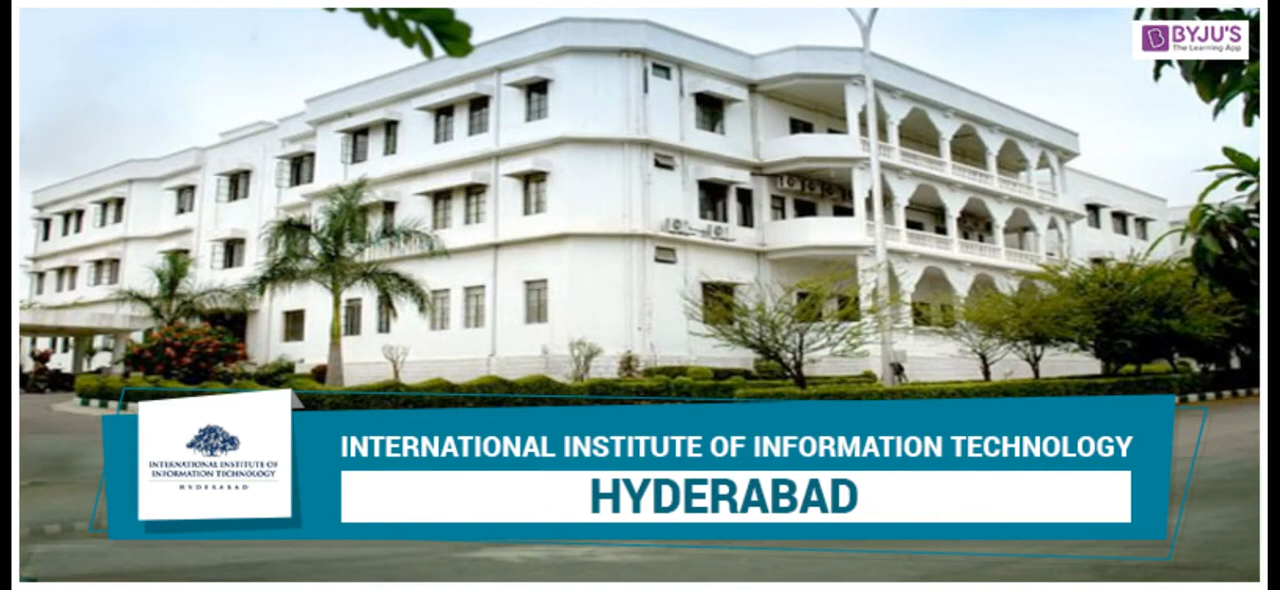 BYJU'S
The Learning App
INTERNATIONAL INSTITUTE OF
INFORMATION TECHNOLOGY
HYDERABAD
INTERNATIONAL INSTITUTE OF INFORMATION TECHNOLOGY
HYDERABAD